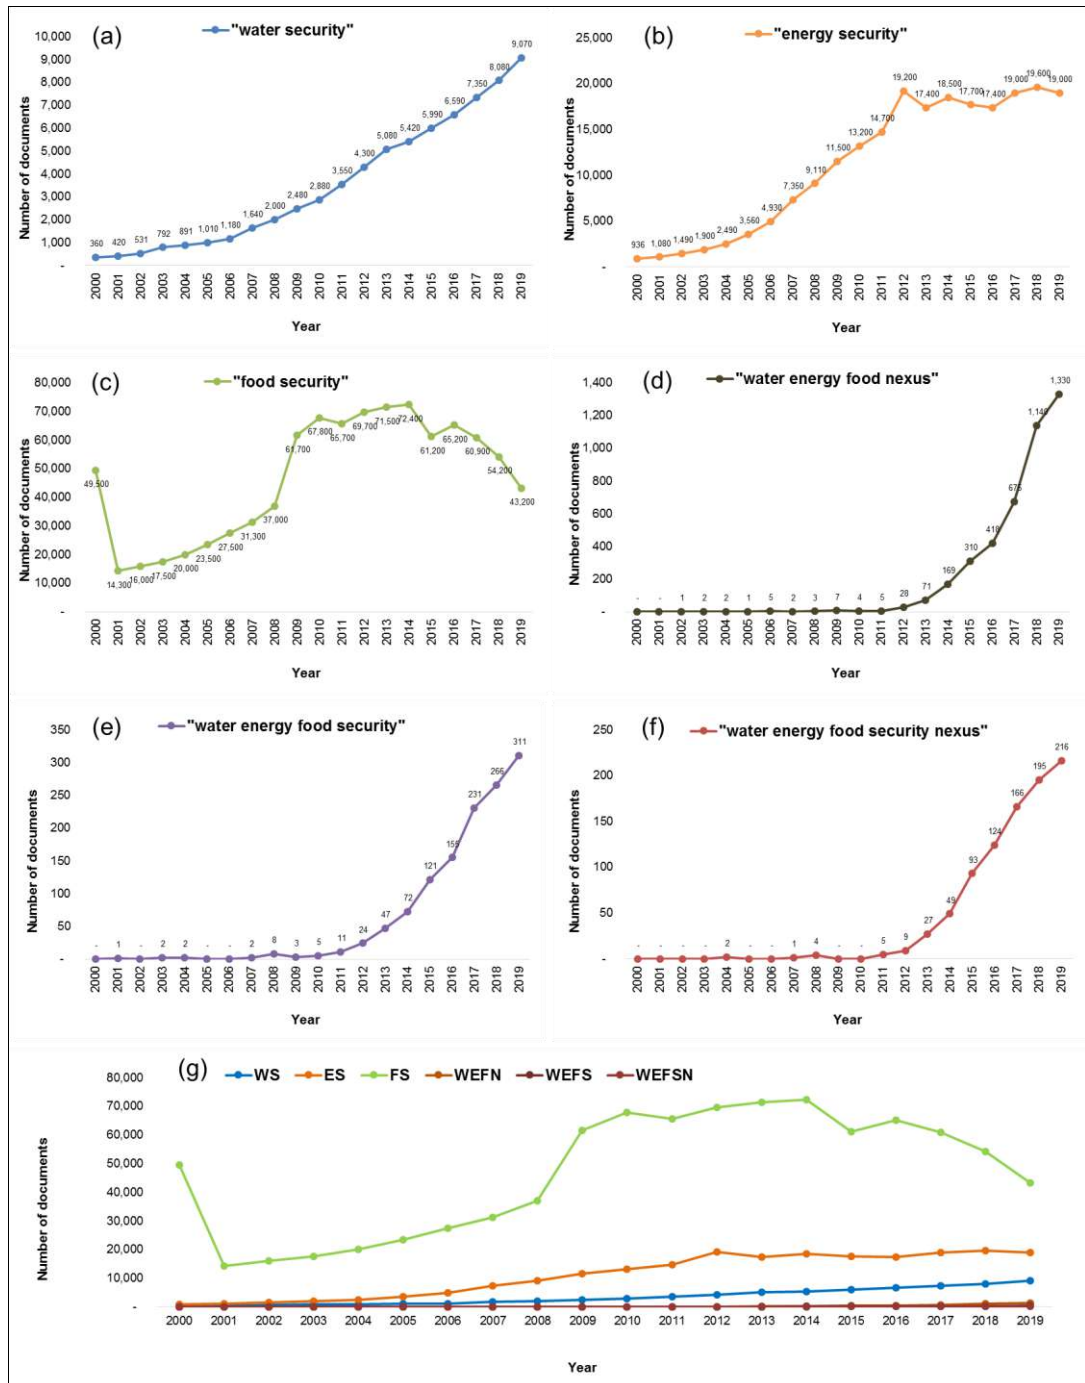 (a) "water security"
Number of documents
10,000
9,000
8,000
7,000
6,000
5,000
4,000
3,000
2,000
1,000
-
360 420 531 792 891 1,010 1,180 1,640 2,000 2,480 2,880 3,550 4,300 5,080 5,420 5,990 6,590 7,350 8,080 9,070
2000 2001 2002 2003 2004 2005 2006 2007 2008 2009 2010 2011 2012 2013 2014 2015 2016 2017 2018 2019
Year
(b) "energy security"
Number of documents
25,000
20,000
15,000
10,000
5,000
-
936 1,080 1,490 1,900 2,490 3,560 4,930 7,350 9,110 11,500 13,200 14,700 19,200 17,400 18,500 17,700 17,400 19,000 19,600 19,000
2000 2001 2002 2003 2004 2005 2006 2007 2008 2009 2010 2011 2012 2013 2014 2015 2016 2017 2018 2019
Year
(c) "food security"
Number of documents
80,000
70,000
60,000
50,000
40,000
30,000
20,000
10,000
-
49,500 14,300 16,000 17,500 20,000 23,500 27,500 31,300 37,000 61,700 67,800 65,700 69,700 71,500 72,400 61,200 65,200 60,900 54,200 43,200
2000 2001 2002 2003 2004 2005 2006 2007 2008 2009 2010 2011 2012 2013 2014 2015 2016 2017 2018 2019
Year
(d) "water energy food nexus"
Number of documents
1,400
1,200
1,000
800
600
400
200
-
- - 1 2 2 1 5 2 3 7 4 5 28 71 169 310 418 675 1,140 1,330
2000 2001 2002 2003 2004 2005 2006 2007 2008 2009 2010 2011 2012 2013 2014 2015 2016 2017 2018 2019
Year
(e) "water energy food security"
Number of documents
350
300
250
200
150
100
50
-
- 1 - 2 2 - - 2 8 3 5 11 24 47 72 121 155 231 266 311
2000 2001 2002 2003 2004 2005 2006 2007 2008 2009 2010 2011 2012 2013 2014 2015 2016 2017 2018 2019
Year
(f) "water energy food security nexus"
Number of documents
250
200
150
100
50
-
- - - - 2 - - 1 4 - - 5 9 27 49 93 124 166 195 216
2000 2001 2002 2003 2004 2005 2006 2007 2008 2009 2010 2011 2012 2013 2014 2015 2016 2017 2018 2019
Year
(g) WS ES FS WEFN WEFS WEFSN
Number of documents
80,000
70,000
60,000
50,000
40,000
30,000
20,000
10,000
-
2000 2001 2002 2003 2004 2005 2006 2007 2008 2009 2010 2011 2012 2013 2014 2015 2016 2017 2018 2019
Year